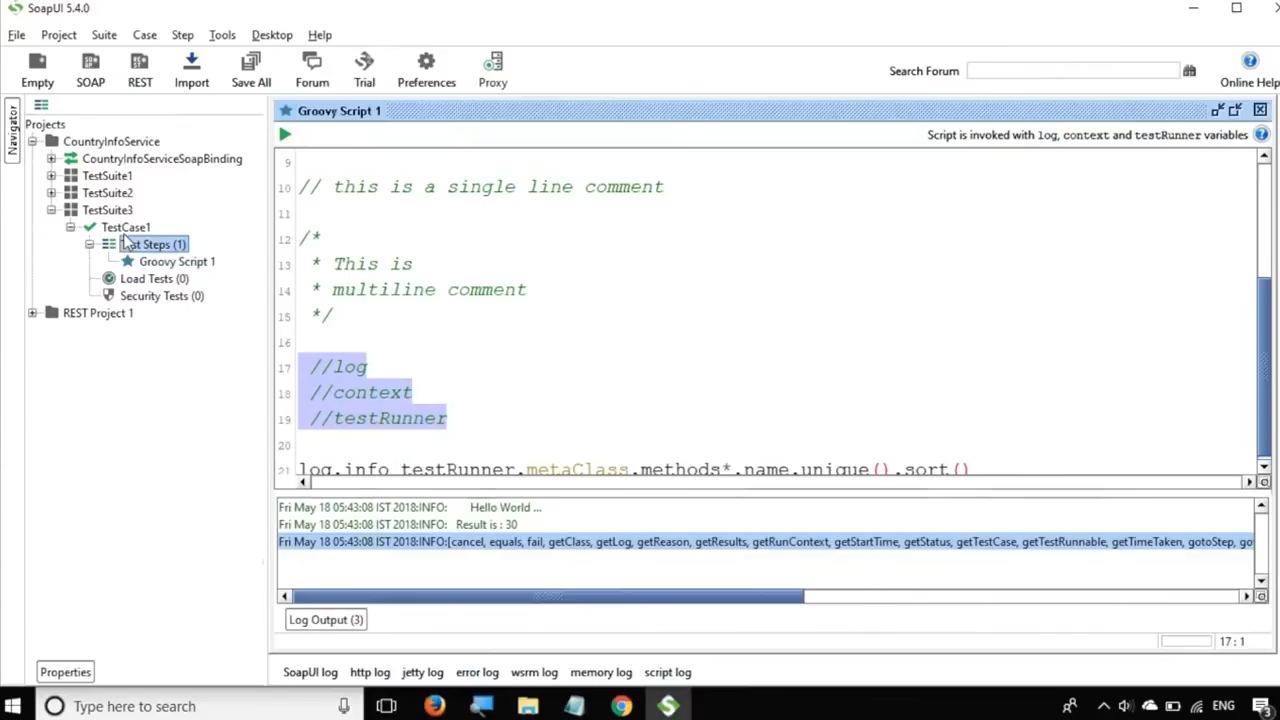 SoapUI 5.4.0
File Project Suite Case Step Tools Desktop Help
Empty SOAP REST Import Save All Forum Trial Preferences Proxy Search Forum Online Help
Navigator
Projects
CountryInfoService
CountryInfoServiceSoapBinding
TestSuite1
TestSuite2
TestSuite3
TestCase1
Steps (1)
Groovy Script 1
Load Tests (0)
Security Tests (0)
REST Project 1
Properties
Groovy Script 1
Script is invoked with log, context and testRunner variables
9
10 // this is a single line comment
11
12 /*
13 * This is
14 * multiline comment
15 */
16
17 //log
18 //context
19 //testRunner
20
21 log.info testRunner.metaClass.methods*.name.unique().sort()
Fri May 18 05:43:08 IST 2018:INFO: Hello World ...
Fri May 18 05:43:08 IST 2018:INFO: Result is : 30
Fri May 18 05:43:08 IST 2018:INFO:[cancel, equals, fail, getClass, getLog, getReason, getResults, getRunContext, getStartTime, getStatus, getTestCase, getTestRunnable, getTimeTaken, gotoStep, go
Log Output (3)
17 : 1
SoapUI log http log jetty log error log wsrm log memory log script log
Type here to search
ENG